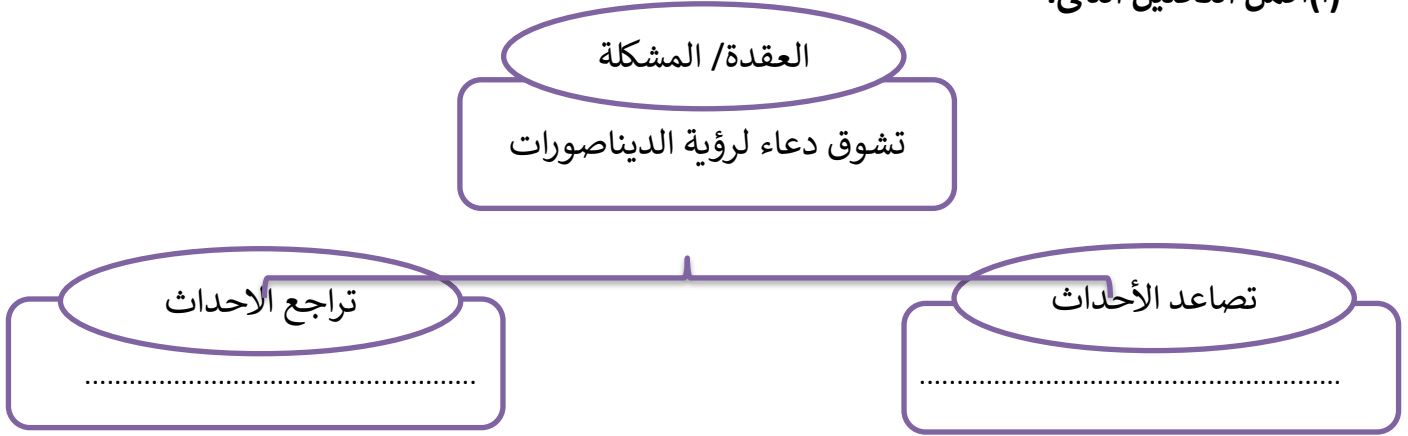 العقدة/ المشكلة
تشوق دعاء لرؤية الديناصورات
تصاعد الأحداث
تراجع الاحداث
.........................................................
.....................................................